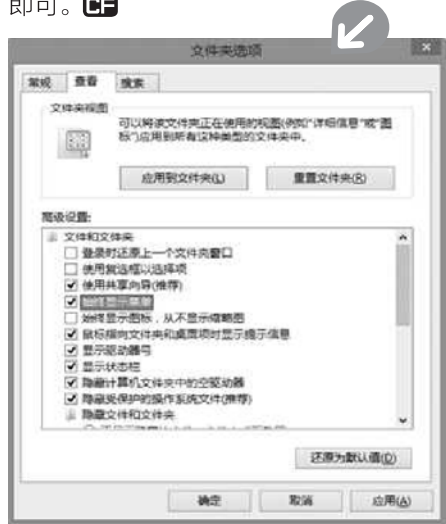 即可。CF
文件夹选项
常规 查看 搜索
文件夹视图
可以将该文件夹正在使用的视图(例如“详细信息”或“图
标”)应用到所有这种类型的文件夹中。
应用到文件夹(L) 重置文件夹(R)
高级设置:
文件和文件夹
登录时还原上一个文件夹窗口
使用复选框以选择项
使用共享向导(推荐)
始终显示菜单
始终显示图标，从不显示缩略图
鼠标指向文件夹和桌面项时显示提示信息
显示驱动器号
显示状态栏
隐藏计算机文件夹中的空驱动器
隐藏受保护的操作系统文件(推荐)
隐藏文件和文件夹
还原为默认值(D)
确定 取消 应用(A)